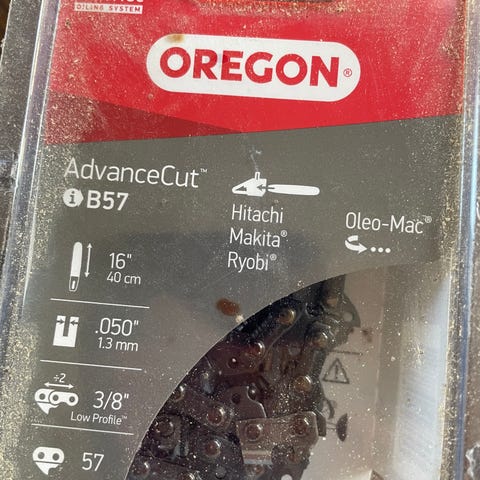 OILING SYSTEM
OREGON®
AdvanceCut™
i B57
Hitachi
Makita®
Ryobi®
Oleo-Mac®
16"
40 cm
.050"
1.3 mm
÷2
3/8"
Low Profile™
57